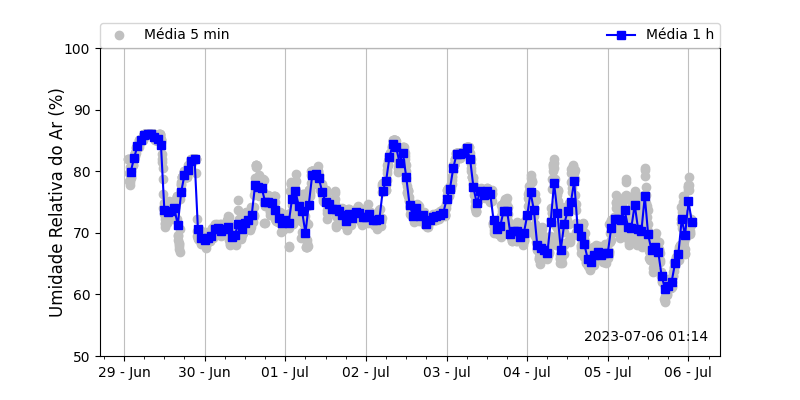 Média 5 min
Média 1 h
Umidade Relativa do Ar (%)
100
90
80
70
60
50
2023-07-06 01:14
29 - Jun
30 - Jun
01 - Jul
02 - Jul
03 - Jul
04 - Jul
05 - Jul
06 - Jul